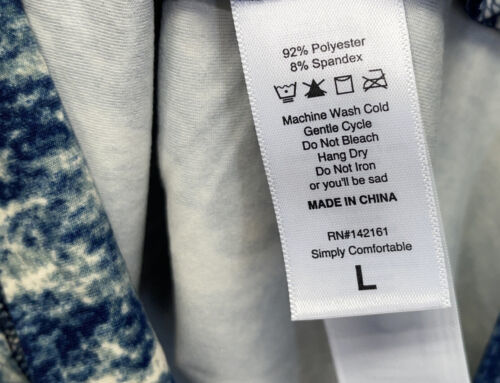 92% Polyester
8% Spandex
Machine Wash Cold
Gentle Cycle
Do Not Bleach
Hang Dry
Do Not Iron
or you'll be sad
MADE IN CHINA
RN#142161
Simply Comfortable
L